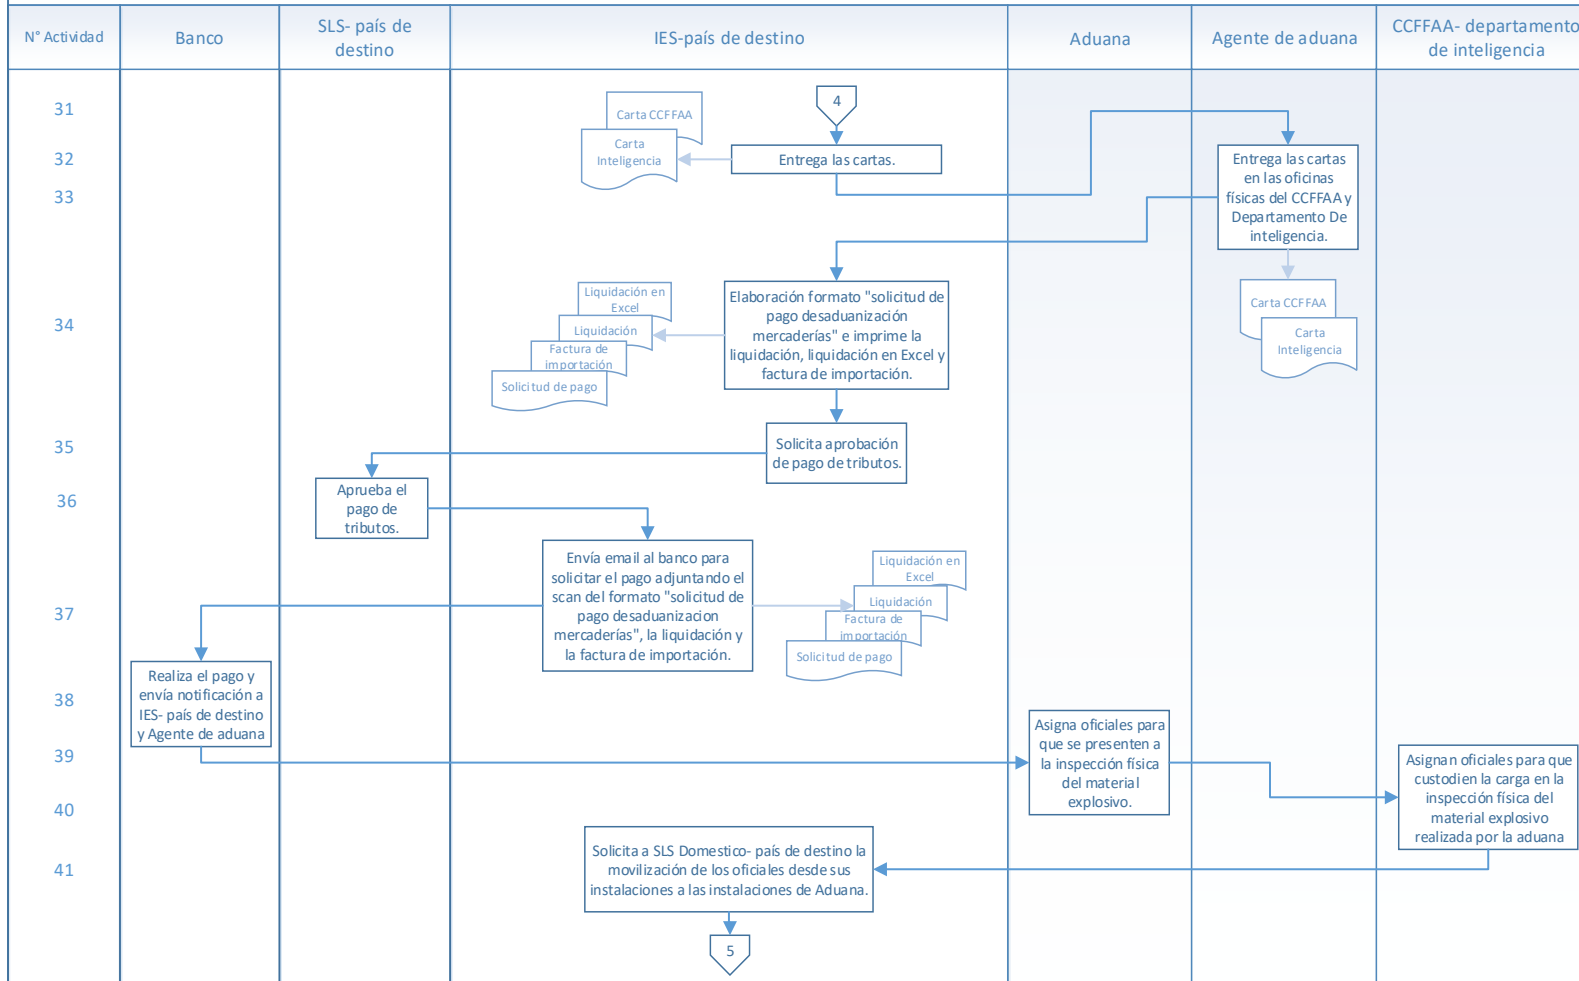 N° Actividad
Banco
SLS- país de
destino
IES-país de destino
Aduana
Agente de aduana
CCFFAA- departamento
de inteligencia
31
4
Carta CCFFAA
32
Carta
Inteligencia
Entrega las cartas.
Entrega las cartas
en las oficinas
físicas del CCFFAA y
Departamento De
inteligencia.
33
Carta CCFFAA
Carta
Inteligencia
34
Liquidación en
Excel
Liquidación
Factura de
importación
Solicitud de pago
Elaboración formato "solicitud de
pago desaduanización
mercaderías" e imprime la
liquidación, liquidación en Excel y
factura de importación.
35
Solicita aprobación
de pago de tributos.
36
Aprueba el
pago de
tributos.
37
Envía email al banco para
solicitar el pago adjuntando el
scan del formato "solicitud de
pago desaduanizacion
mercaderías", la liquidación y
la factura de importación.
Liquidación en
Excel
Liquidación
Factura de
importación
Solicitud de pago
38
Realiza el pago y
envía notificación a
IES- país de destino
y Agente de aduana
39
Asigna oficiales para
que se presenten a
la inspección física
del material
explosivo.
40
Asignan oficiales para que
custodien la carga en la
inspección física del
material explosivo
realizada por la aduana
41
Solicita a SLS Domestico- país de destino la
movilización de los oficiales desde sus
instalaciones a las instalaciones de Aduana.
5